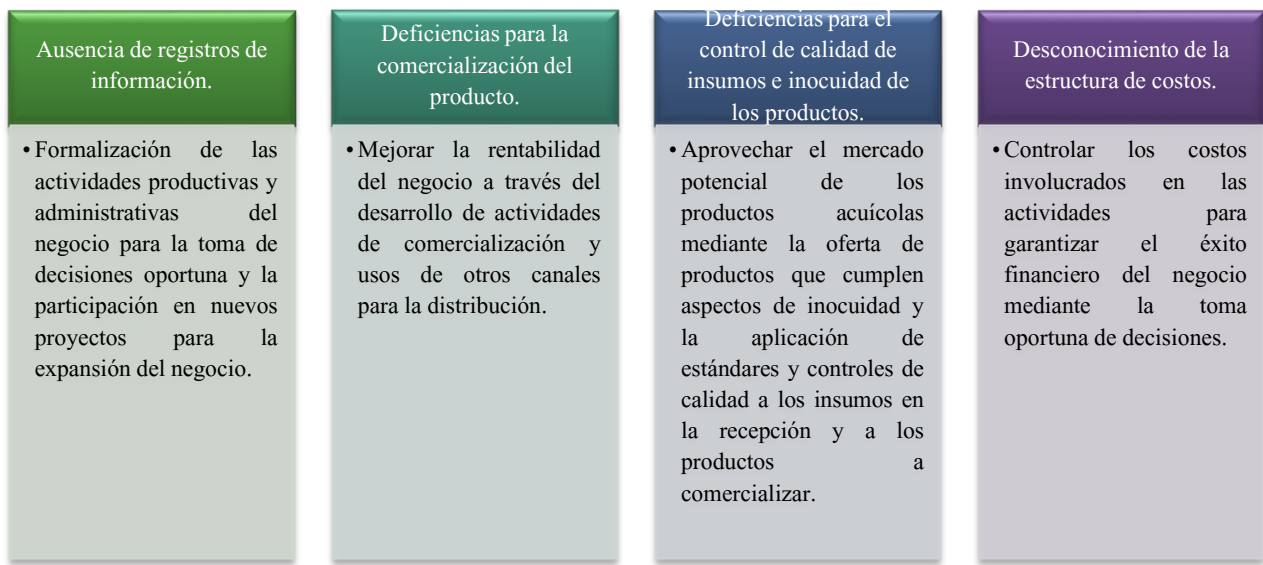 Ausencia de registros de
información.
• Formalización de las
actividades productivas y
administrativas del
negocio para la toma de
decisiones oportuna y la
participación en nuevos
proyectos para la
expansión del negocio.
Deficiencias para la
comercialización del
producto.
• Mejorar la rentabilidad
del negocio a través del
desarrollo de actividades
de comercialización y
usos de otros canales
para la distribución.
Deficiencias para el
control de calidad de
insumos e inocuidad de
los productos.
• Aprovechar el mercado
potencial de los
productos acuícolas
mediante la oferta de
productos que cumplen
aspectos de inocuidad y
la aplicación de
estándares y controles de
calidad a los insumos en
la recepción y a los
productos a
comercializar.
Desconocimiento de la
estructura de costos.
• Controlar los costos
involucrados en las
actividades para
garantizar el éxito
financiero del negocio
mediante la toma
oportuna de decisiones.